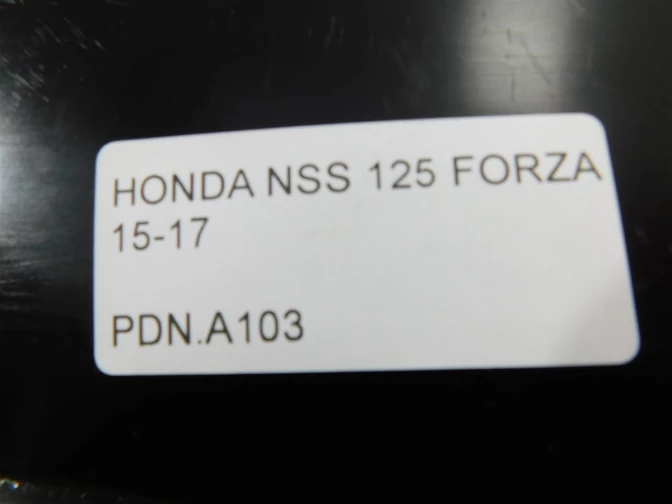 HONDA NSS 125 FORZA
15-17
PDN.A103